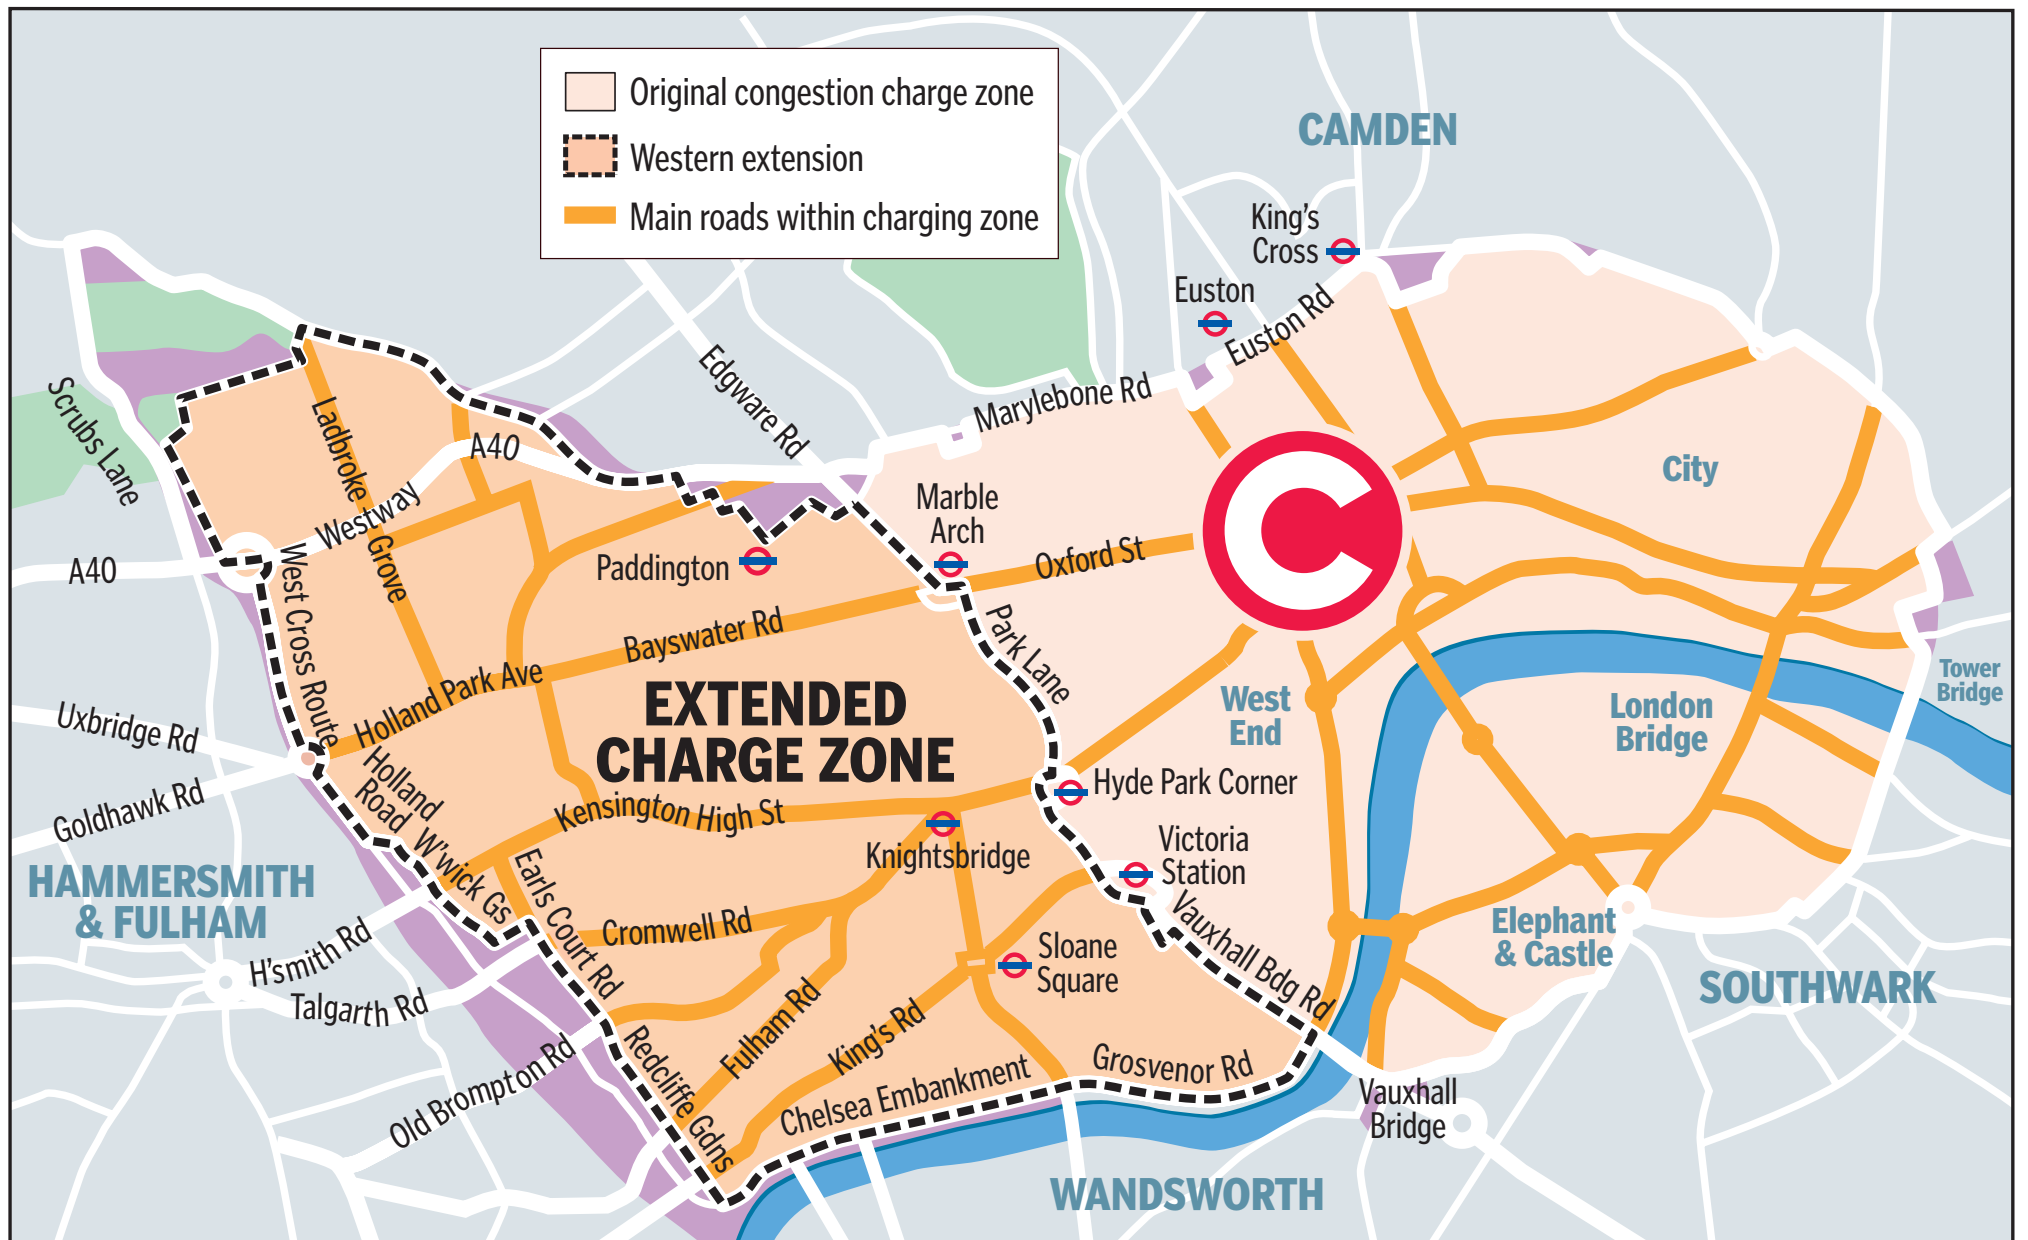 Original congestion charge zone
Western extension
Main roads within charging zone
CAMDEN
King's
Cross
Euston
Euston Rd
Marylebone Rd
Edgware Rd
Scrubs Lane
Ladbroke
Grove
A40
Westway
A40
West Cross Route
Paddington
Marble
Arch
Oxford St
City
Bayswater Rd
Park Lane
Holland Park Ave
Uxbridge Rd
Goldhawk Rd
EXTENDED
CHARGE ZONE
C
West
End
London
Bridge
Tower
Bridge
Holland
Road
W'wick Gs
Kensington High St
Hyde Park Corner
Knightsbridge
Victoria
Station
HAMMERSMITH
& FULHAM
H'smith Rd
Talgarth Rd
Earls Court Rd
Cromwell Rd
Sloane
Square
Vauxhall Bdg Rd
Elephant
& Castle
SOUTHWARK
Old Brompton Rd
Redcliffe Gdns
Fulham Rd
King's Rd
Chelsea Embankment
Grosvenor Rd
Vauxhall
Bridge
WANDSWORTH